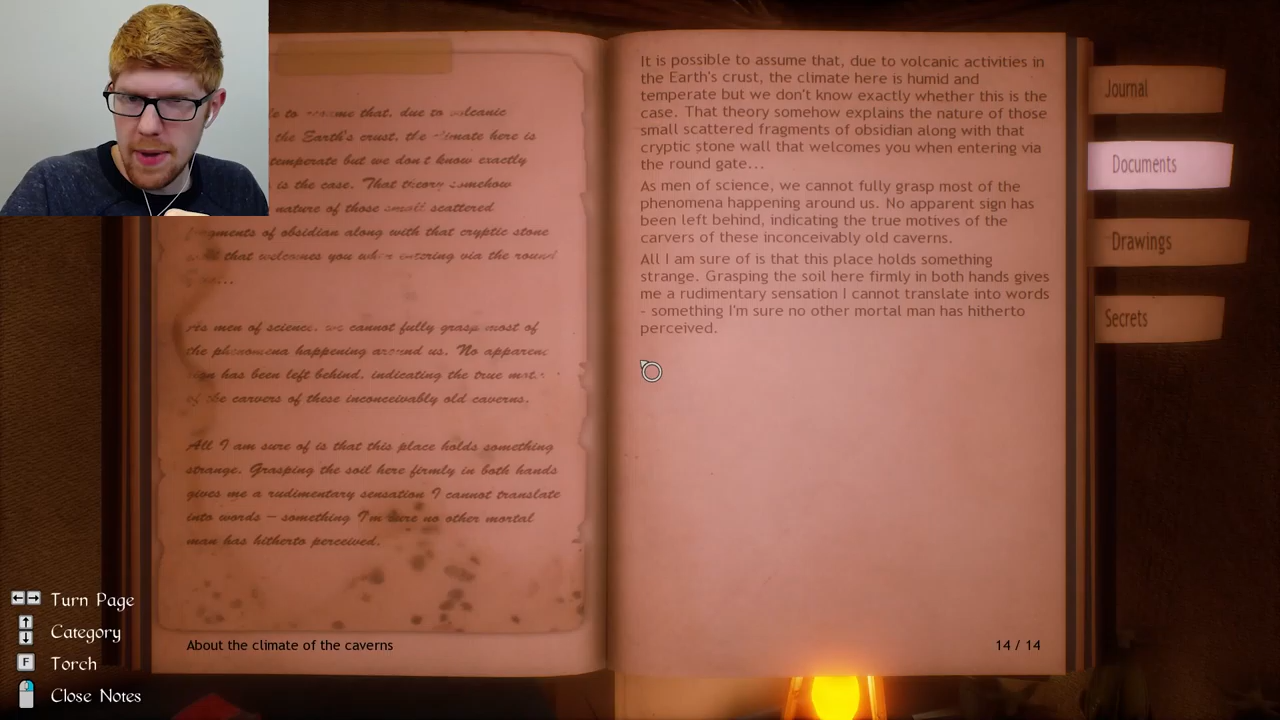 le to assume that, due to volcanic
the Earth's crust, the climate here is
temperate but we don't know exactly
is the case. That theory somehow
nature of those small scattered
fragments of obsidian along with that cryptic stone
wall that welcomes you when entering via the round
As men of science, we cannot fully grasp most of
the phenomena happening around us. No apparent
sign has been left behind, indicating the true
of the carvers of these inconceivably old caverns.
All I am sure of is that this place holds something
strange. Grasping the soil here firmly in both hands
gives me a rudimentary sensation I cannot translate
into words – something I'm sure no other mortal
man has hitherto perceived.
About the climate of the caverns
It is possible to assume that, due to volcanic activities in
the Earth's crust, the climate here is humid and
temperate but we don't know exactly whether this is the
case. That theory somehow explains the nature of those
small scattered fragments of obsidian along with that
cryptic stone wall that welcomes you when entering via
the round gate...
As men of science, we cannot fully grasp most of the
phenomena happening around us. No apparent sign has
been left behind, indicating the true motives of the
carvers of these inconceivably old caverns.
All I am sure of is that this place holds something
strange. Grasping the soil here firmly in both hands gives
me a rudimentary sensation I cannot translate into words
- something I'm sure no other mortal man has hitherto
perceived.
14 / 14
Journal
Documents
Drawings
Secrets
Turn Page
Category
F Torch
Close Notes